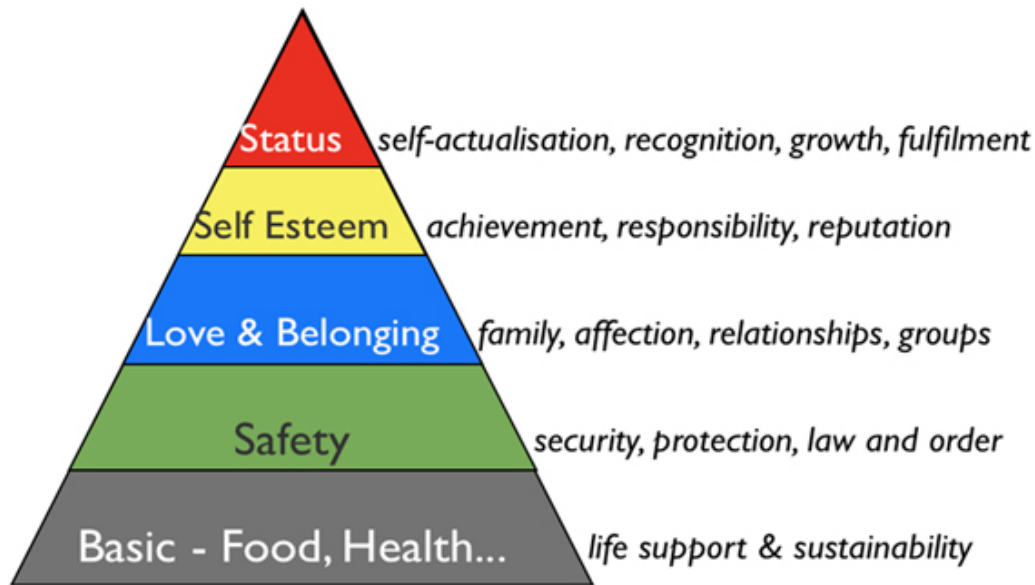 Status self-actualisation, recognition, growth, fulfilment
Self Esteem achievement, responsibility, reputation
Love & Belonging family, affection, relationships, groups
Safety security, protection, law and order
Basic - Food, Health... life support & sustainability